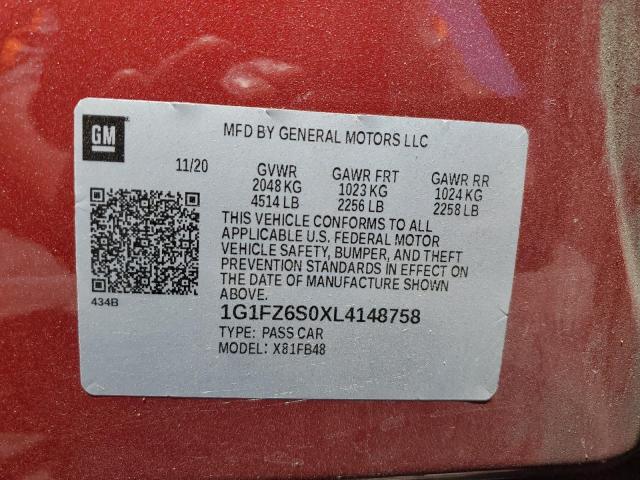 GM
MFD BY GENERAL MOTORS LLC
11/20 GVWR GAWR FRT GAWR RR
2048 KG 1023 KG 1024 KG
4514 LB 2256 LB 2258 LB
THIS VEHICLE CONFORMS TO ALL
APPLICABLE U.S. FEDERAL MOTOR
VEHICLE SAFETY, BUMPER, AND THEFT
PREVENTION STANDARDS IN EFFECT ON
THE DATE OF MANUFACTURE SHOWN
ABOVE.
434B
1G1FZ6S0XL4148758
TYPE: PASS CAR
MODEL: X81FB48